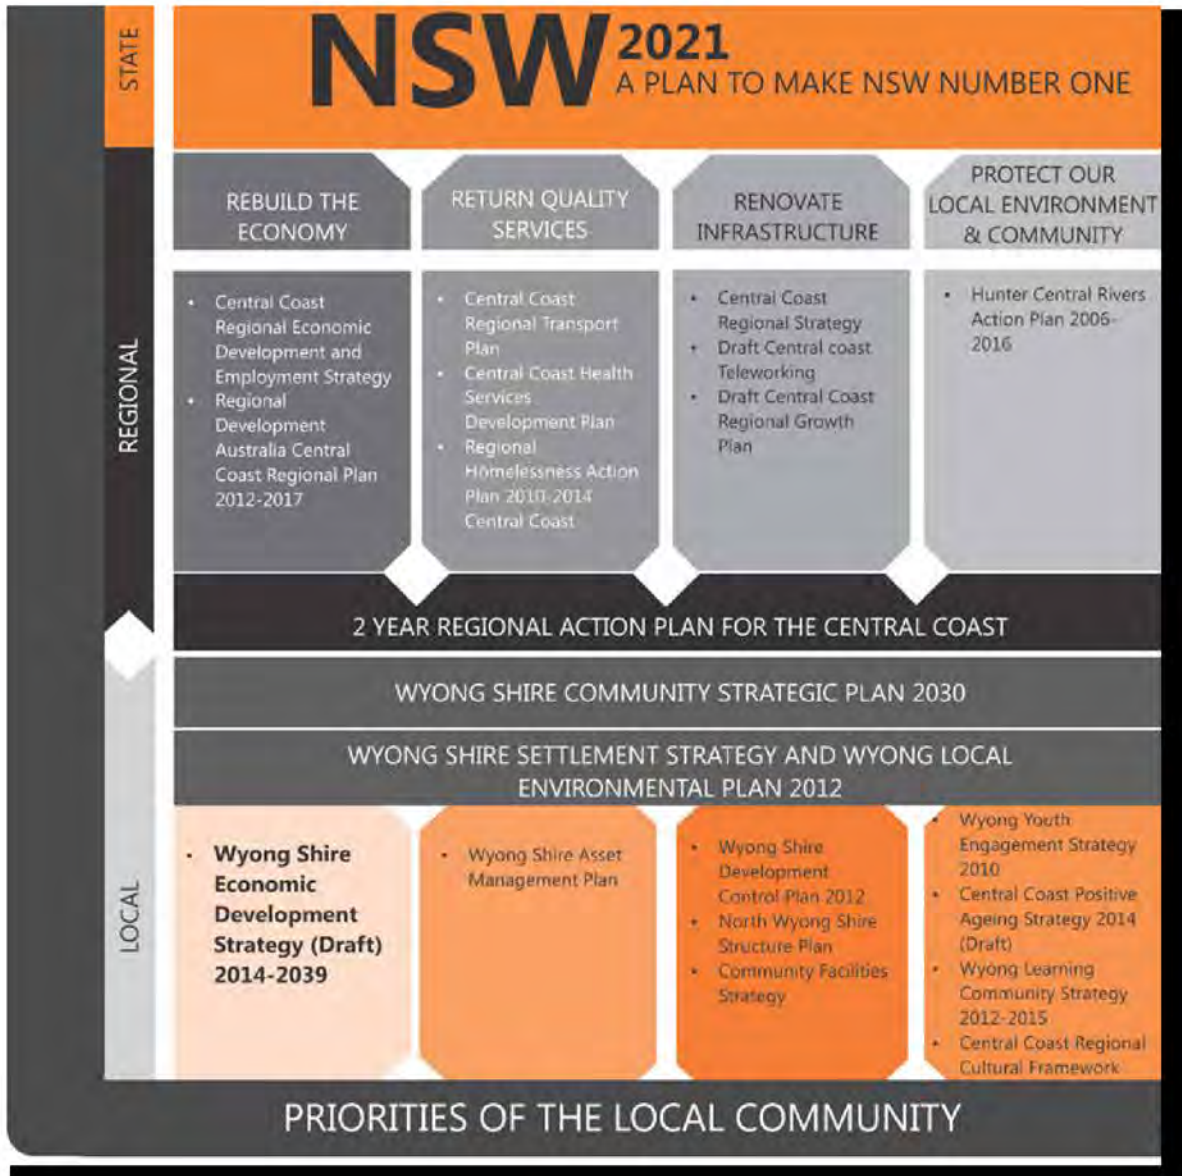 STATE
NSW
2021
A PLAN TO MAKE NSW NUMBER ONE
REGIONAL
REBUILD THE
ECONOMY
RETURN QUALITY
SERVICES
RENOVATE
INFRASTRUCTURE
PROTECT OUR
LOCAL ENVIRONMENT
& COMMUNITY
• Central Coast
Regional Economic
Development and
Employment Strategy
• Regional
Development
Australia Central
Coast Regional Plan
2012-2017
• Central Coast
Regional Transport
Plan
• Central Coast Health
Services
Development Plan
• Regional
Homelessness Action
Plan 2010-2014
Central Coast
• Central Coast
Regional Strategy
• Draft Central coast
Teleworking
• Draft Central Coast
Regional Growth
Plan
• Hunter Central Rivers
Action Plan 2006-
2016
2 YEAR REGIONAL ACTION PLAN FOR THE CENTRAL COAST
LOCAL
WYONG SHIRE COMMUNITY STRATEGIC PLAN 2030
WYONG SHIRE SETTLEMENT STRATEGY AND WYONG LOCAL
ENVIRONMENTAL PLAN 2012
• Wyong Shire
Economic
Development
Strategy (Draft)
2014-2039
• Wyong Shire Asset
Management Plan
• Wyong Shire
Development
Control Plan 2012
• North Wyong Shire
Structure Plan
• Community Facilities
Strategy
• Wyong Youth
Engagement Strategy
2010
• Central Coast Positive
Ageing Strategy 2014
(Draft)
• Wyong Learning
Community Strategy
2012-2015
• Central Coast Regional
Cultural Framework
PRIORITIES OF THE LOCAL COMMUNITY